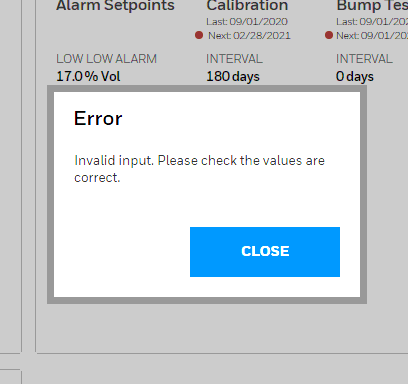 Alarm Setpoints
Calibration
Bump Tes
Last: 09/01/2020
Last: 09/01/202
Next: 02/28/2021
Next: 09/01/202
LOW LOW ALARM
INTERVAL
INTERVAL
17.0 % Vol
180 days
0 days
Error
Invalid input. Please check the values are
correct.
CLOSE